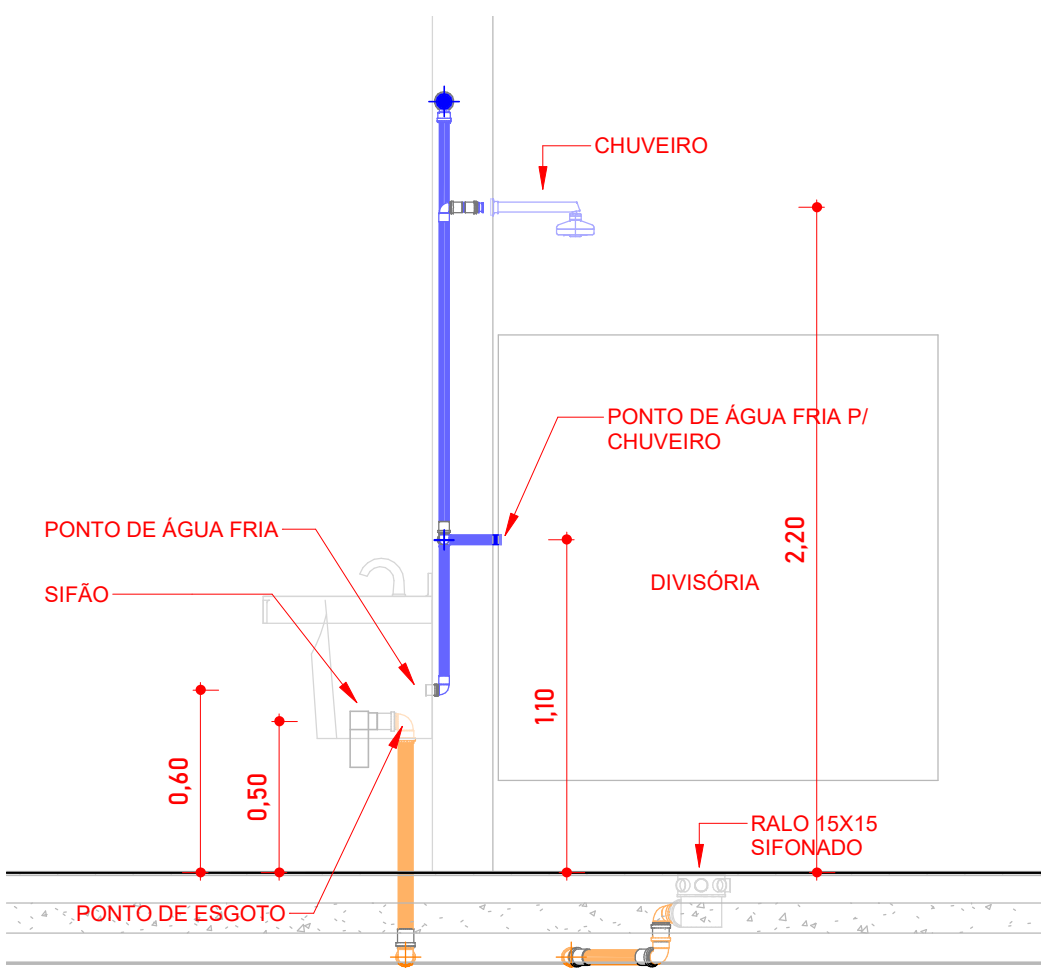 CHUVEIRO
PONTO DE ÁGUA FRIA P/
CHUVEIRO
PONTO DE ÁGUA FRIA
2,20
DIVISÓRIA
SIFÃO
1,10
0,60
0,50
RALO 15X15
SIFONADO
PONTO DE ESGOTO